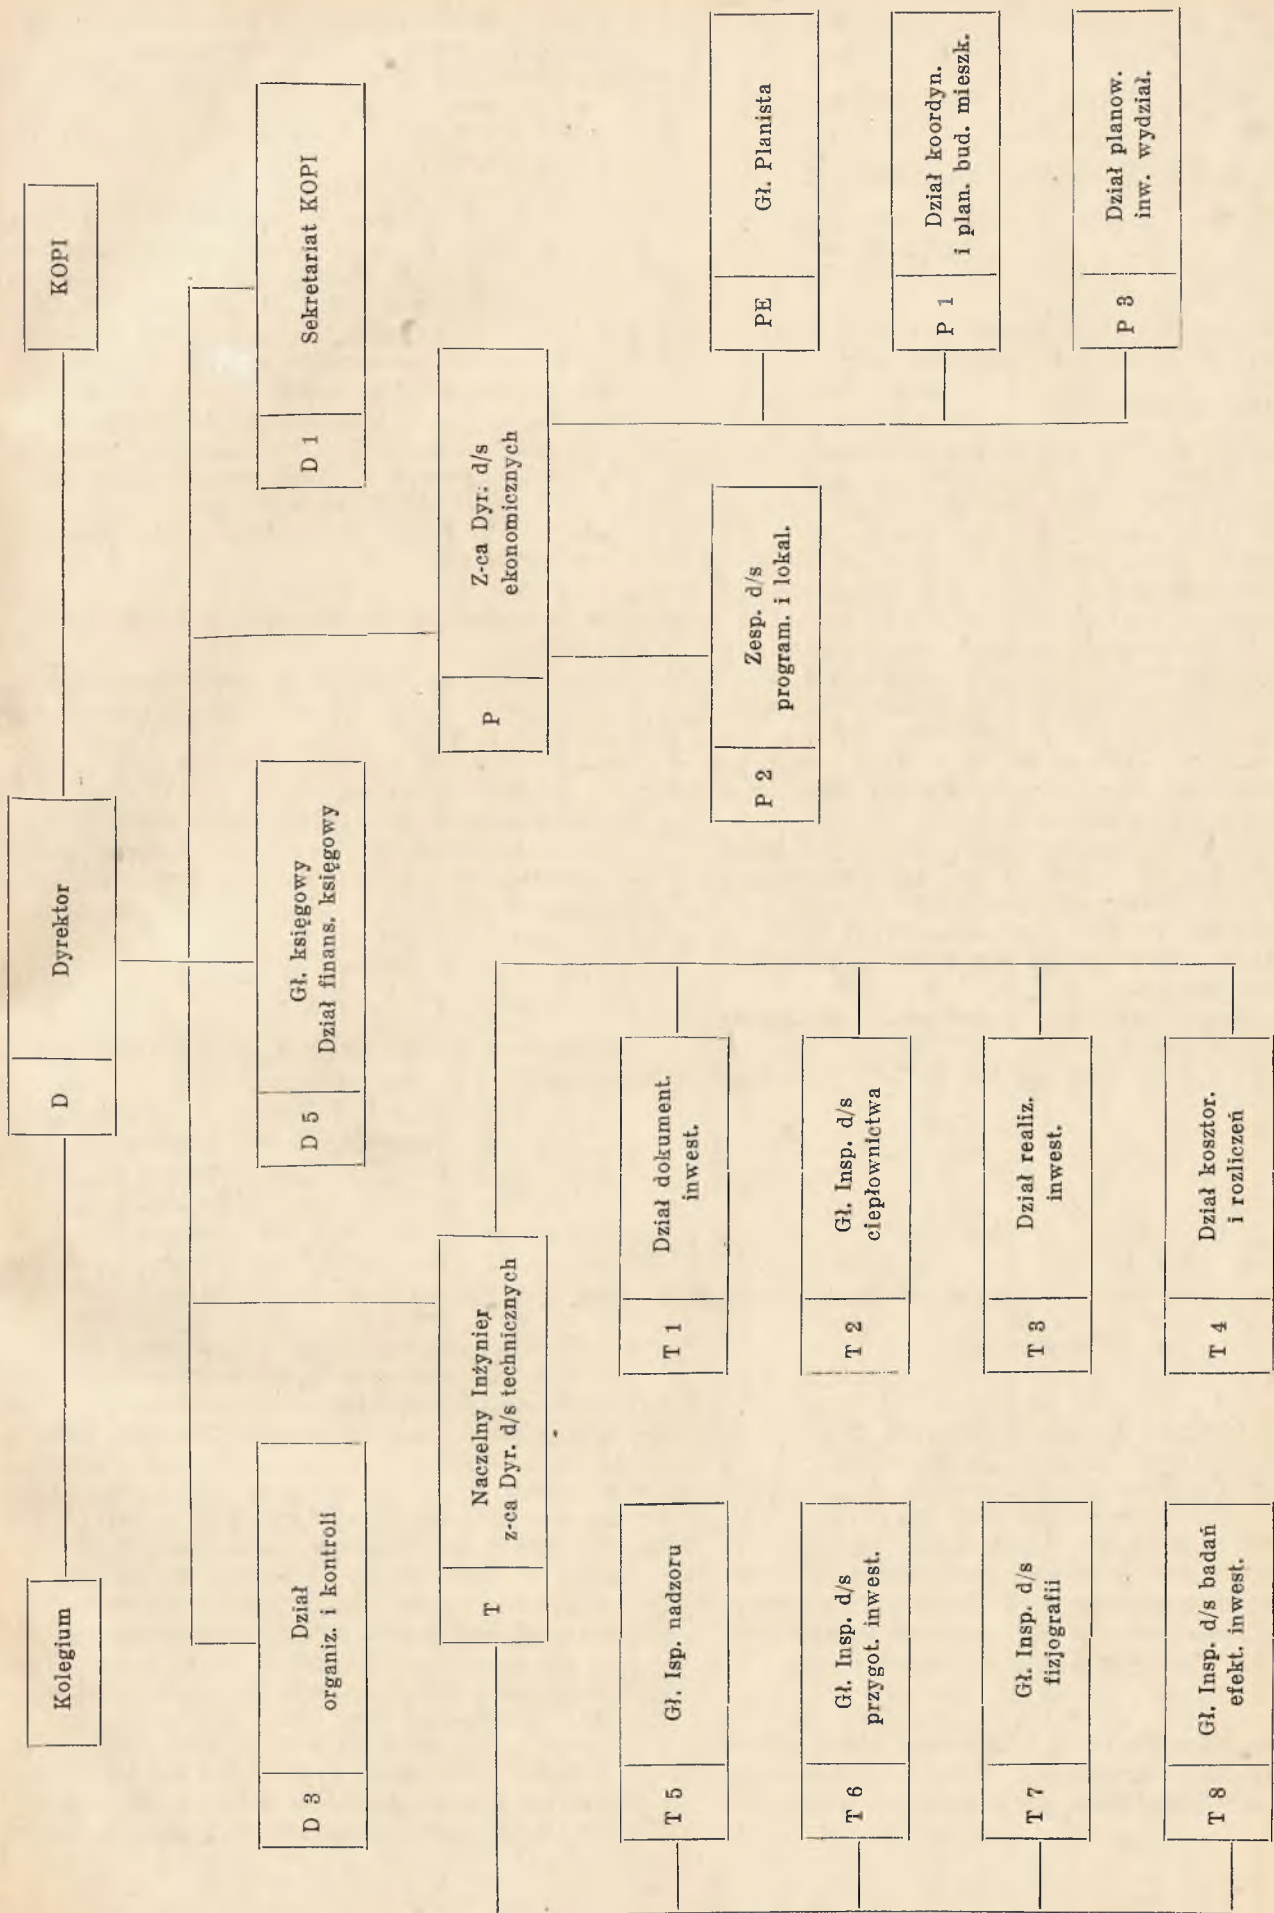 Kolegium
D
Dyrektor
KOPI
D 3
Dział
organiz. i kontroli
D 5
Gł. księgowy
Dział finans. księgowy
D 1
Sekretariat KOPI
T
Naczelny Inżynier
z-ca Dyr. d/s technicznych
P
Z-ca Dyr. d/s
ekonomicznych
T 5
Gł. Isp. nadzoru
T 1
Dział dokument.
inwest.
P 2
Zesp. d/s
program. i lokal.
PE
Gł. Planista
T 6
Gł. Insp. d/s
przygot. inwest.
T 2
Gł. Insp. d/s
ciepłownictwa
P 1
Dział koordyn.
i plan. bud. mieszk.
T 7
Gł. Insp. d/s
fizjografii
T 3
Dział realiz.
inwest.
P 3
Dział planow.
inw. wydział.
T 8
Gł. Insp. d/s badań
efekt. inwest.
T 4
Dział kosztor.
i rozliczeń